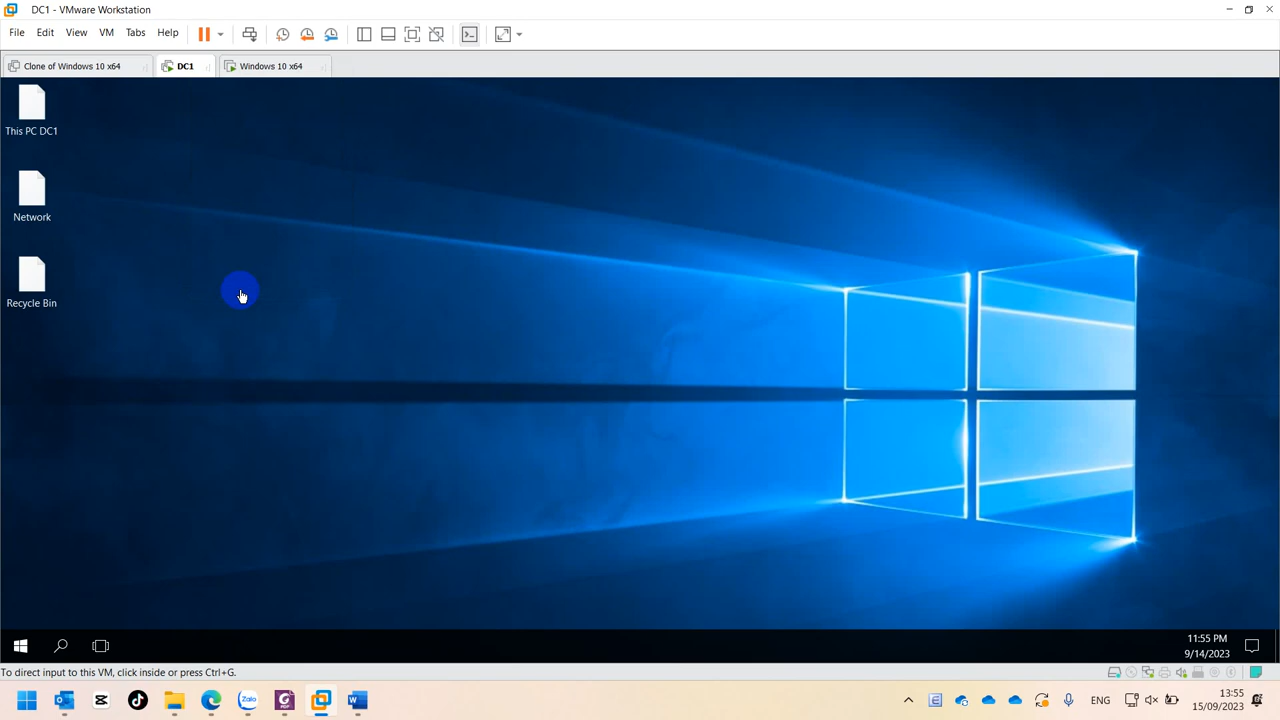 DC1 - VMware Workstation
File Edit View VM Tabs Help
Clone of Windows 10 x64
DC1
Windows 10 x64
This PC DC1
Network
Recycle Bin
11:55 PM
9/14/2023
To direct input to this VM, click inside or press Ctrl+G.
Zalo
PDF
ENG
13:55
15/09/2023